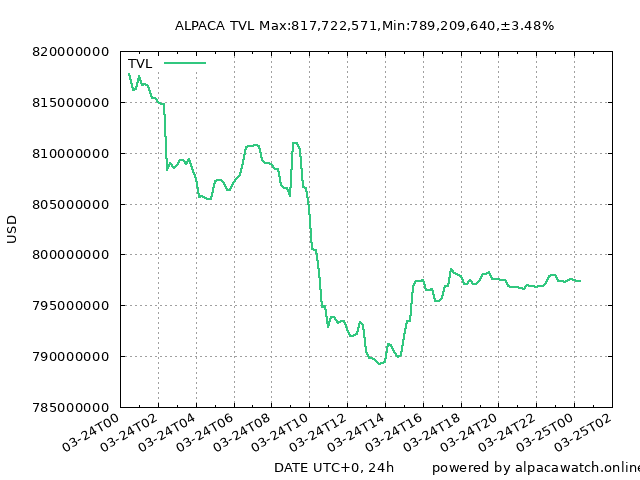 ALPACA TVL Max:817,722,571,Min:789,209,640,±3.48%
820000000
TVL
815000000
810000000
805000000
800000000
795000000
790000000
785000000
USD
03-24T00
03-24T02
03-24T04
03-24T06
03-24T08
03-24T10
03-24T12
03-24T14
03-24T16
03-24T18
03-24T20
03-24T22
03-25T00
03-25T02
DATE UTC+0, 24h
powered by alpacawatch.online